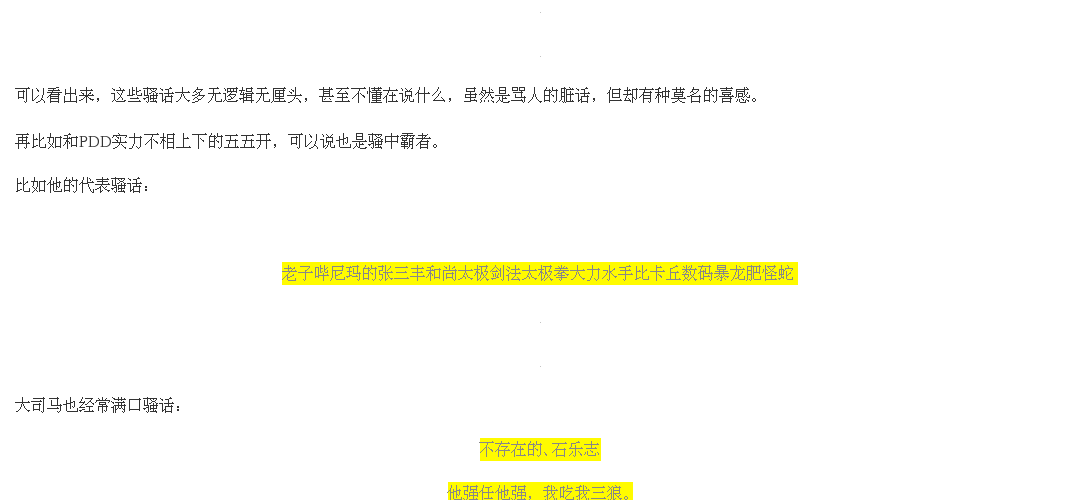 可以看出来，这些骚话大多无逻辑无厘头，甚至不懂在说什么，虽然是骂人的脏话，但却有种莫名的喜感。
再比如和PDD实力不相上下的五五开，可以说也是骚中霸者。
比如他的代表骚话：
老子哔尼玛的张三丰和尚太极剑法太极拳大力水手比卡丘数码暴龙肥怪蛇
大司马也经常满口骚话：
不存在的、石乐志
他强任他强，我吃我三狼。